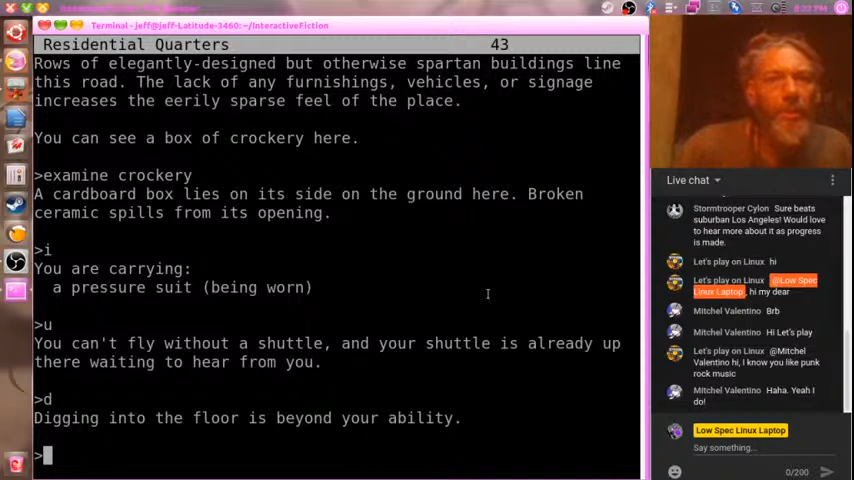 8:22 PM
Terminal - jeff@jeff-Latitude-3460: ~/InteractiveFiction
Residential Quarters 43
Rows of elegantly-designed but otherwise spartan buildings line
this road. The lack of any furnishings, vehicles, or signage
increases the eerily sparse feel of the place.
You can see a box of crockery here.
>examine crockery
A cardboard box lies on its side on the ground here. Broken
ceramic spills from its opening.
>i
You are carrying:
a pressure suit (being worn)
>u
You can't fly without a shuttle, and your shuttle is already up
there waiting to hear from you.
>d
Digging into the floor is beyond your ability.
>
Live chat
Stormtrooper Cylon Sure beats
suburban Los Angeles! Would love
to hear more about it as progress
is made.
Let's play on Linux hi
Let's play on Linux @Low Spec
Linux Laptop, hi my dear
Mitchel Valentino Brb
Mitchel Valentino Hi Let's play
Let's play on Linux @Mitchel
Valentino hi, I know you like punk
rock music
Mitchel Valentino Haha. Yeah I
do!
Low Spec Linux Laptop
Say something...
0/200